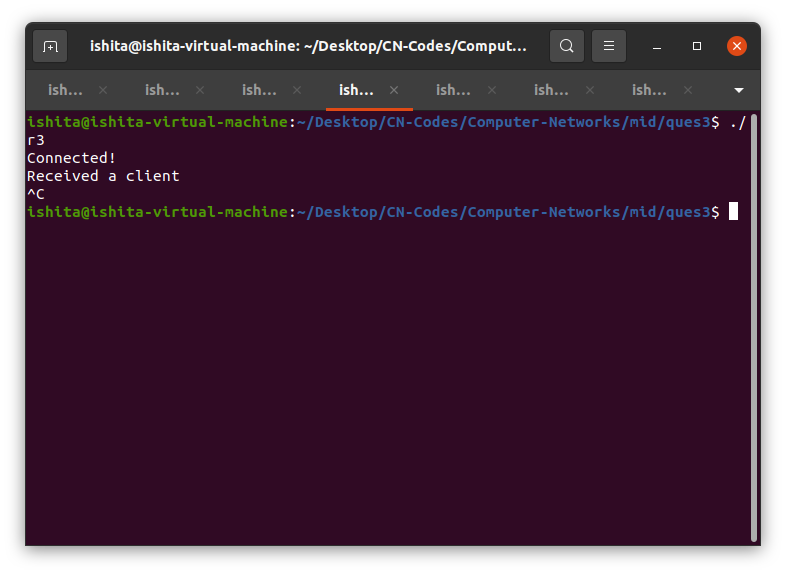 ishita@ishita-virtual-machine: ~/Desktop/CN-Codes/Comput...
ish... ish... ish... ish... ish... ish... ish...
ishita@ishita-virtual-machine:~/Desktop/CN-Codes/Computer-Networks/mid/ques3$ ./
r3
Connected!
Received a client
^C
ishita@ishita-virtual-machine:~/Desktop/CN-Codes/Computer-Networks/mid/ques3$